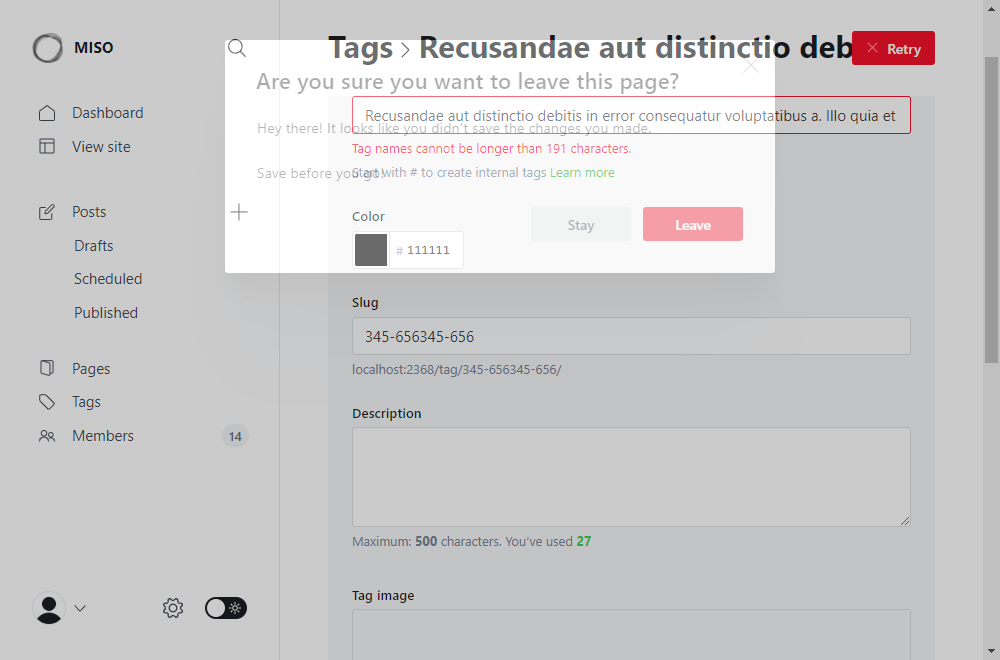 MISO
Dashboard
View site
Posts
Drafts
Scheduled
Published
Pages
Tags
Members
14
Tags > Recusandae aut distinctio deb
Retry
Are you sure you want to leave this page?
Hey there! It looks like you didn't save the changes you made.
Save before you go!
Stay
Leave
Recusandae aut distinctio debitis in error consequatur voluptatibus a. Illo quia et
Tag names cannot be longer than 191 characters.
Start with # to create internal tags Learn more
Color
# 111111
Slug
345-656345-656
localhost:2368/tag/345-656345-656/
Description
Maximum: 500 characters. You've used 27
Tag image